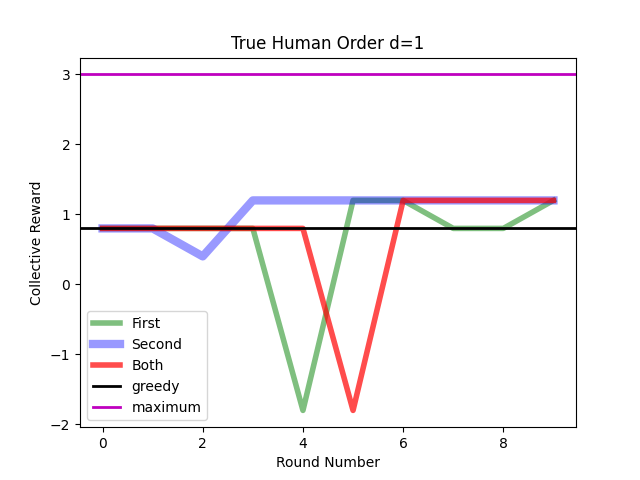 True Human Order d=1
Collective Reward
3
2
1
0
−1
−2
First
Second
Both
greedy
maximum
0 2 4 6 8
Round Number